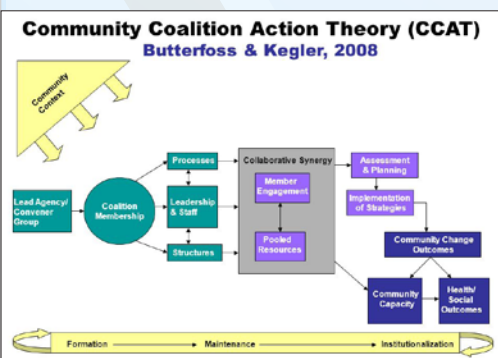 Community Coalition Action Theory (CCAT)
Butterfoss & Kegler, 2008
Community
Context
Lead Agency/
Convener
Group
Coalition
Membership
Processes
Leadership
& Staff
Structures
Collaborative Synergy
Member
Engagement
Pooled
Resources
Assessment
& Planning
Implementation
of Strategies
Community Change
Outcomes
Community
Capacity
Health/
Social
Outcomes
Formation
Maintenance
Institutionalization